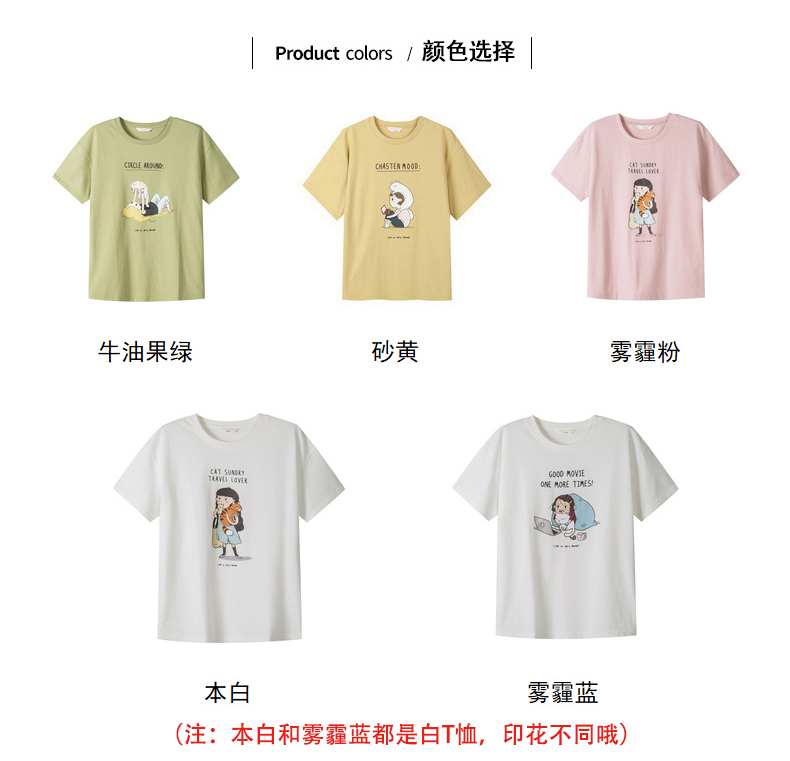 Product colors / 颜色选择
CIRCLE AROUND:
CHASTEN MOOD:
CAT SUNDRY
TRAVEL LOVER
牛油果绿
砂黄
雾霾粉
CAT SUNDRY
TRAVEL LOVER
GOOD MOVIE
ONE MORE TIMES!
本白
雾霾蓝
（注：本白和雾霾蓝都是白T恤，印花不同哦）